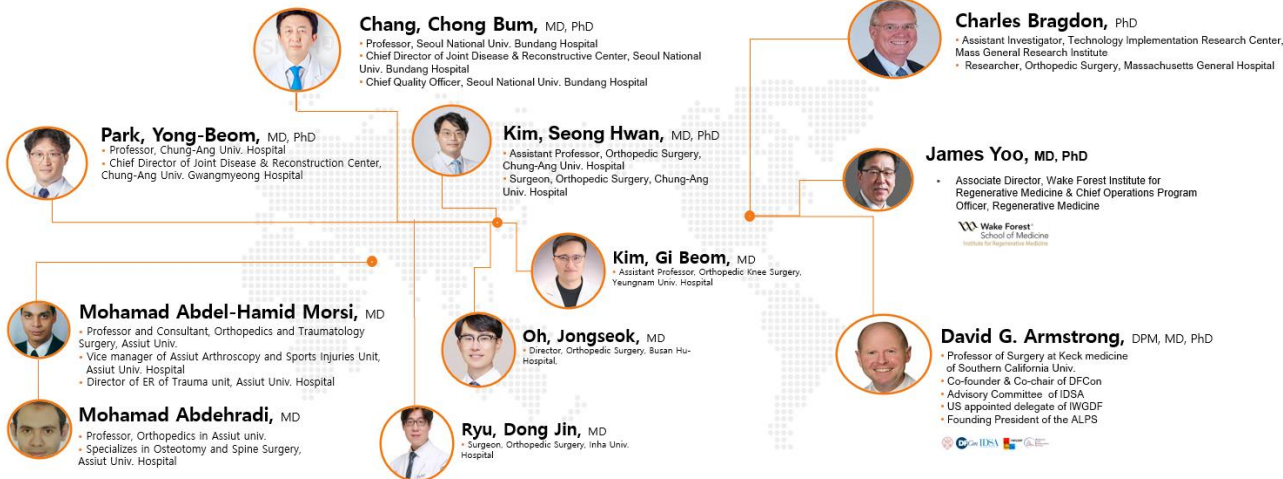 Chang, Chong Bum, MD, PhD
• Professor, Seoul National Univ. Bundang Hospital
• Chief Director of Joint Disease & Reconstructive Center, Seoul National
Univ. Bundang Hospital
• Chief Quality Officer, Seoul National Univ. Bundang Hospital
Charles Bragdon, PhD
• Assistant Investigator, Technology Implementation Research Center,
Mass General Research Institute
• Researcher, Orthopedic Surgery, Massachusetts General Hospital
Park, Yong-Beom, MD, PhD
• Professor, Chung-Ang Univ. Hospital
• Chief Director of Joint Disease & Reconstruction Center,
Chung-Ang Univ. Gwangmyeong Hospital
Kim, Seong Hwan, MD, PhD
• Assistant Professor, Orthopedic Surgery,
Chung-Ang Univ. Hospital
• Surgeon, Orthopedic Surgery, Chung-Ang
Univ. Hospital
James Yoo, MD, PhD
• Associate Director, Wake Forest Institute for
Regenerative Medicine & Chief Operations Program
Officer, Regenerative Medicine
Wake Forest®
School of Medicine
Institute for Regenerative Medicine
Kim, Gi Beom, MD
• Assistant Professor, Orthopedic Knee Surgery,
Yeungnam Univ. Hospital
Mohamad Abdel-Hamid Morsi, MD
• Professor and Consultant, Orthopedics and Traumatology
Surgery, Assiut Univ.
• Vice manager of Assiut Arthroscopy and Sports Injuries Unit,
Assiut Univ. Hospital
• Director of ER of Trauma unit, Assiut Univ. Hospital
Oh, Jongseok, MD
• Director, Orthopedic Surgery, Busan Hu-
Hospital,
David G. Armstrong, DPM, MD, PhD
• Professor of Surgery at Keck medicine
of Southern California Univ.
• Co-founder & Co-chair of DFCon
• Advisory Committee of IDSA
• US appointed delegate of IWGDF
• Founding President of the ALPS
DFCon IDSA
Mohamad Abdehradi, MD
• Professor, Orthopedics in Assiut univ.
• Specializes in Osteotomy and Spine Surgery,
Assiut Univ. Hospital
Ryu, Dong Jin, MD
• Surgeon, Orthopedic Surgery, Inha Univ.
Hospital